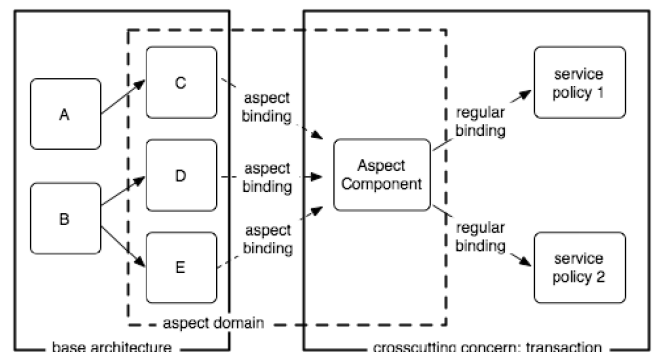 A
B
C
D
E
aspect
binding
aspect
binding
aspect
binding
Aspect
Component
regular
binding
regular
binding
service
policy 1
service
policy 2
aspect domain
base architecture
crosscutting concern: transaction